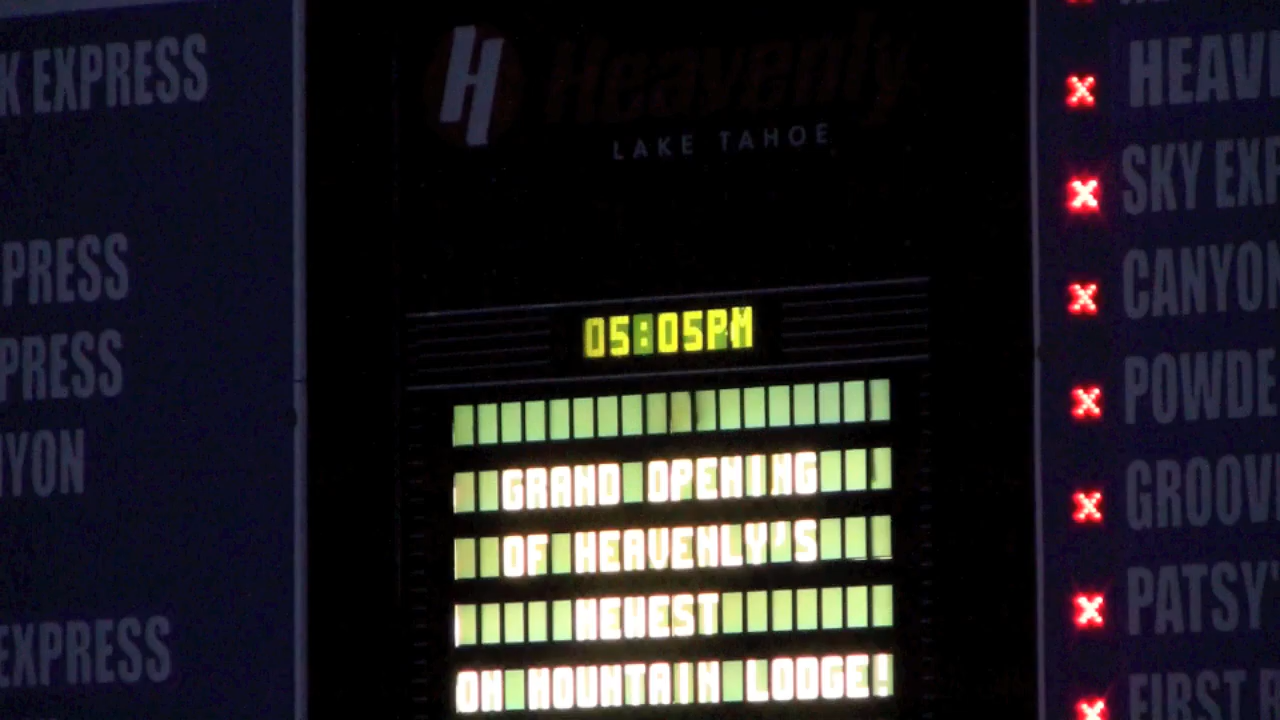 K EXPRESS
PRESS
PRESS
NYON
EXPRESS
H Heavenly
LAKE TAHOE
05:05PM
GRAND OPENING
OF HEAVENLY'S
NEWEST
ON MOUNTAIN LODGE!
X HEAV
X SKY EXP
X CANYON
X POWDE
X GROOV
X PATSY'
X FIRST R